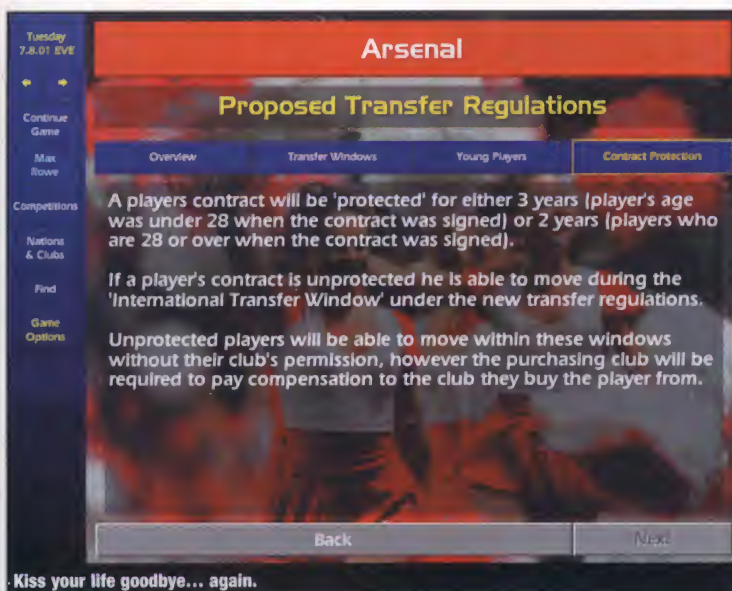 Tuesday
7.8.01 EVE
Continue
Game
Max
Rowe
Competitions
Nations
& Clubs
Find
Game
Options
Arsenal
Proposed Transfer Regulations
Overview
Transfer Windows
Young Players
Contract Protection
A players contract will be 'protected' for either 3 years (player's age
was under 28 when the contract was signed) or 2 years (players who
are 28 or over when the contract was signed).
If a player's contract is unprotected he is able to move during the
'International Transfer Window' under the new transfer regulations.
Unprotected players will be able to move within these windows
without their club's permission, however the purchasing club will be
required to pay compensation to the club they buy the player from.
Back
Next
Kiss your life goodbye... again.